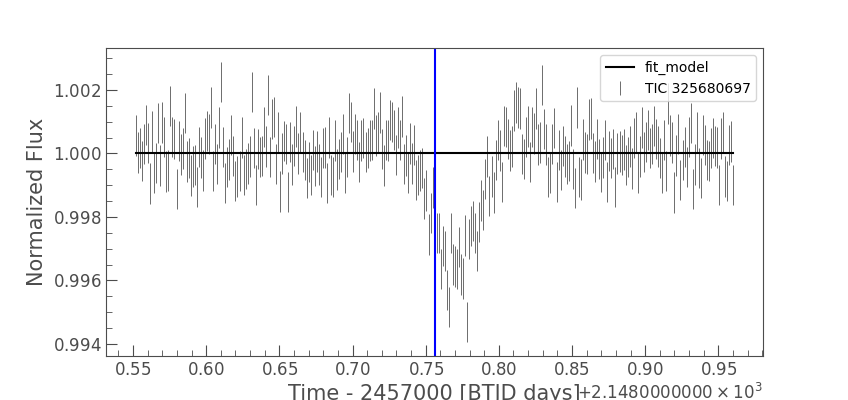 fit_model
TIC 325680697
Normalized Flux
1.002
1.000
0.998
0.996
0.994
0.55 0.60 0.65 0.70 0.75 0.80 0.85 0.90 0.95
Time - 2457000 [BTJD days]
+2.1480000000 × 10³